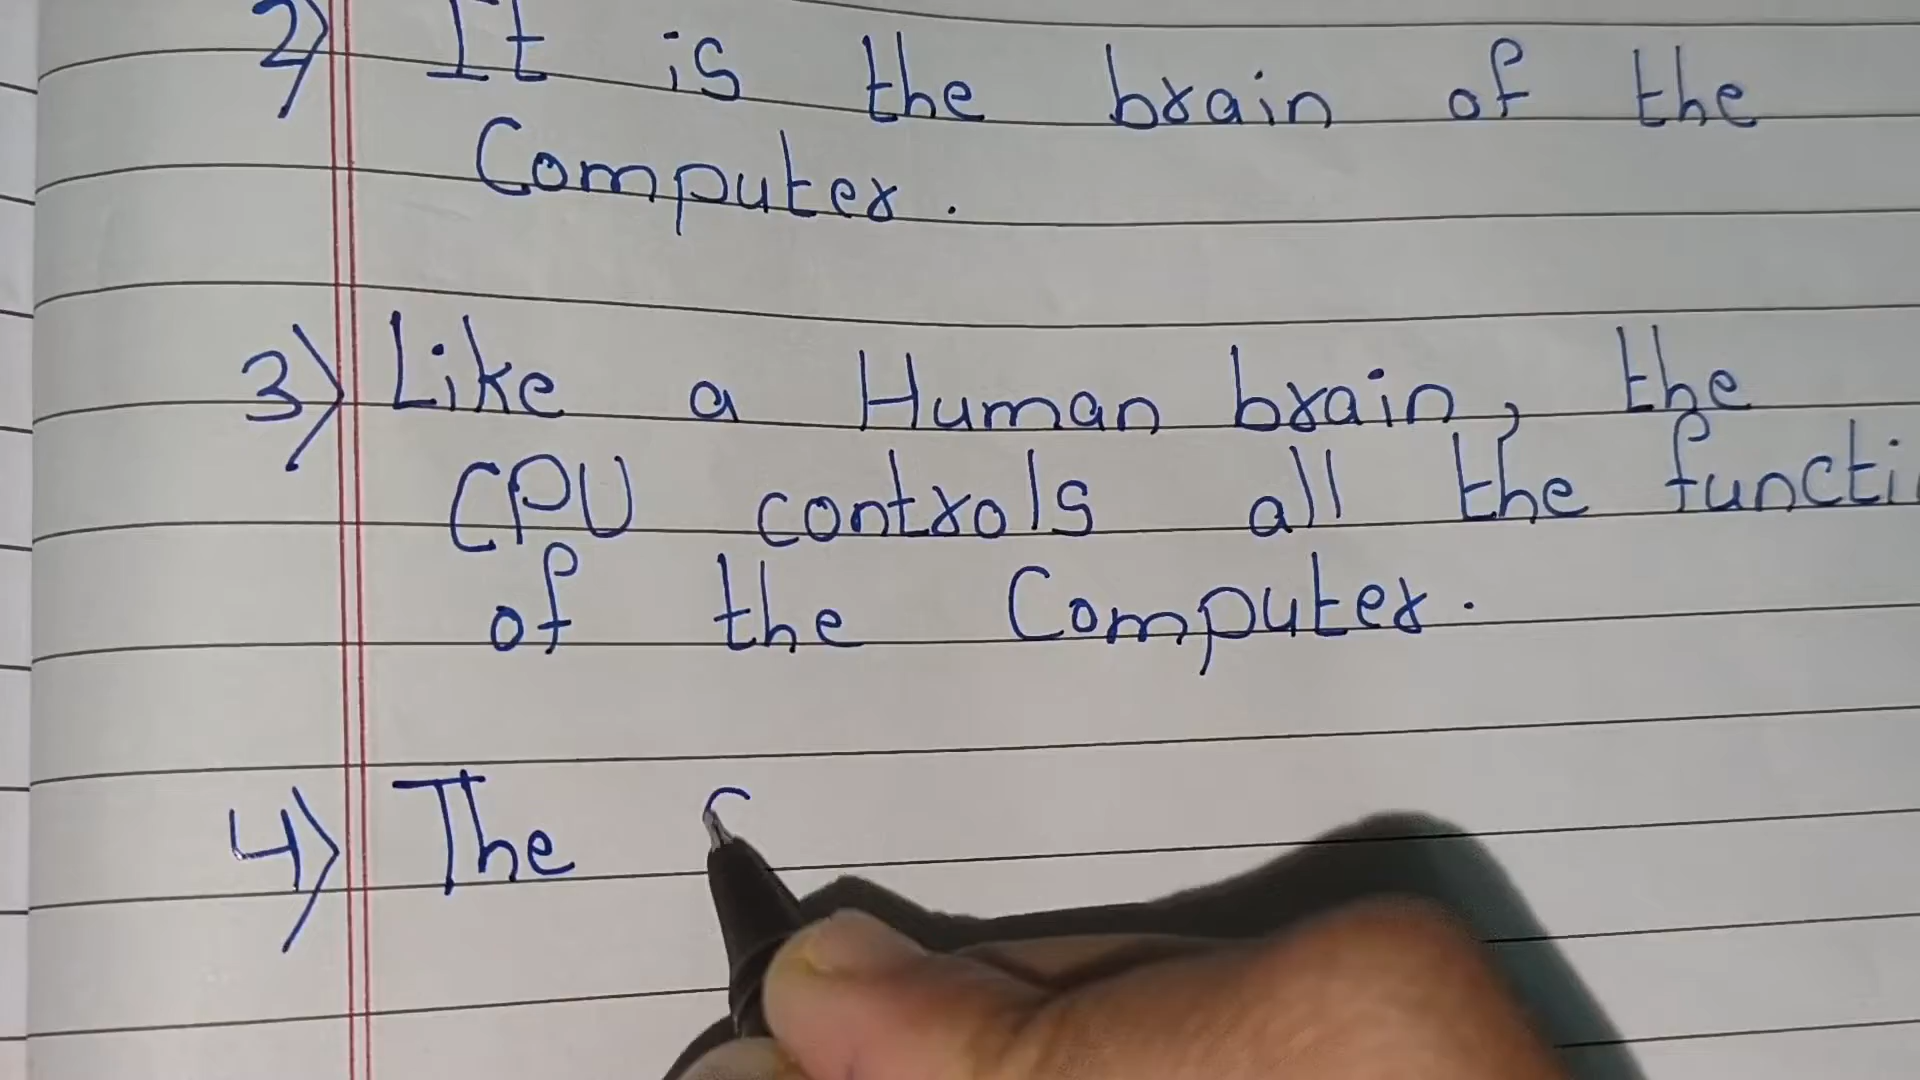 2) It is the brain of the
Computer.
3) Like a Human brain, the
CPU controls all the functi
of the Computer.
4) The